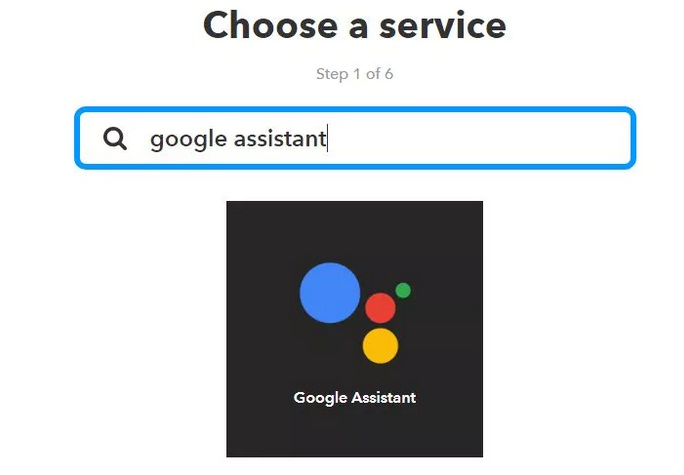 Choose a service
Step 1 of 6
google assistant
Google Assistant